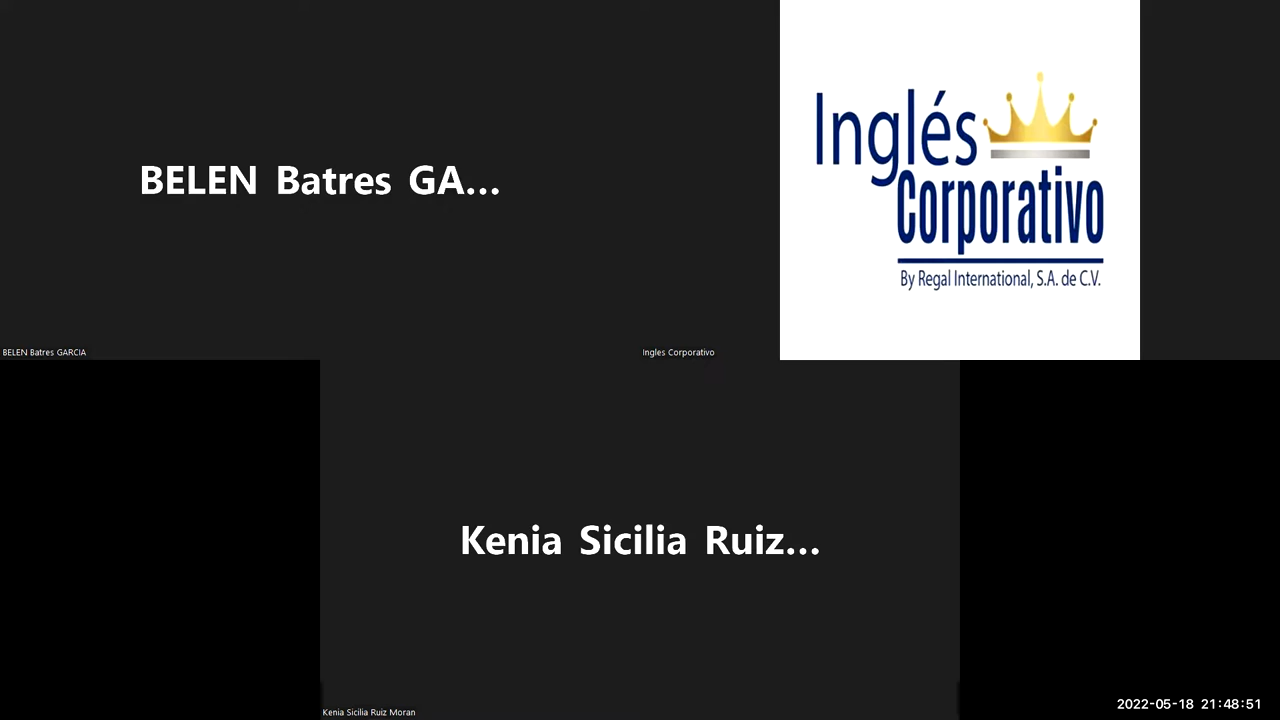 BELEN Batres GA...
BELEN Batres GARCIA
Inglés
Corporativo
By Regal International, S.A. de C.V.
Ingles Corporativo
Kenia Sicilia Ruiz...
Kenia Sicilia Ruiz Moran
2022-05-18 21:48:51